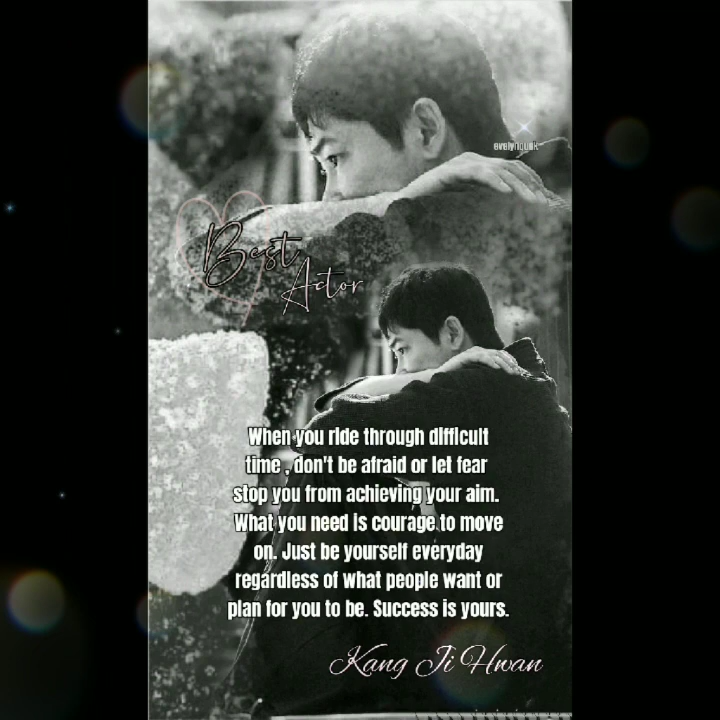 evelynquek
Best
Actor
When you ride through difficult
time , don't be afraid or let fear
stop you from achieving your aim.
What you need is courage to move
on. Just be yourself everyday
regardless of what people want or
plan for you to be. Success is yours.
Kang Ji Hwan